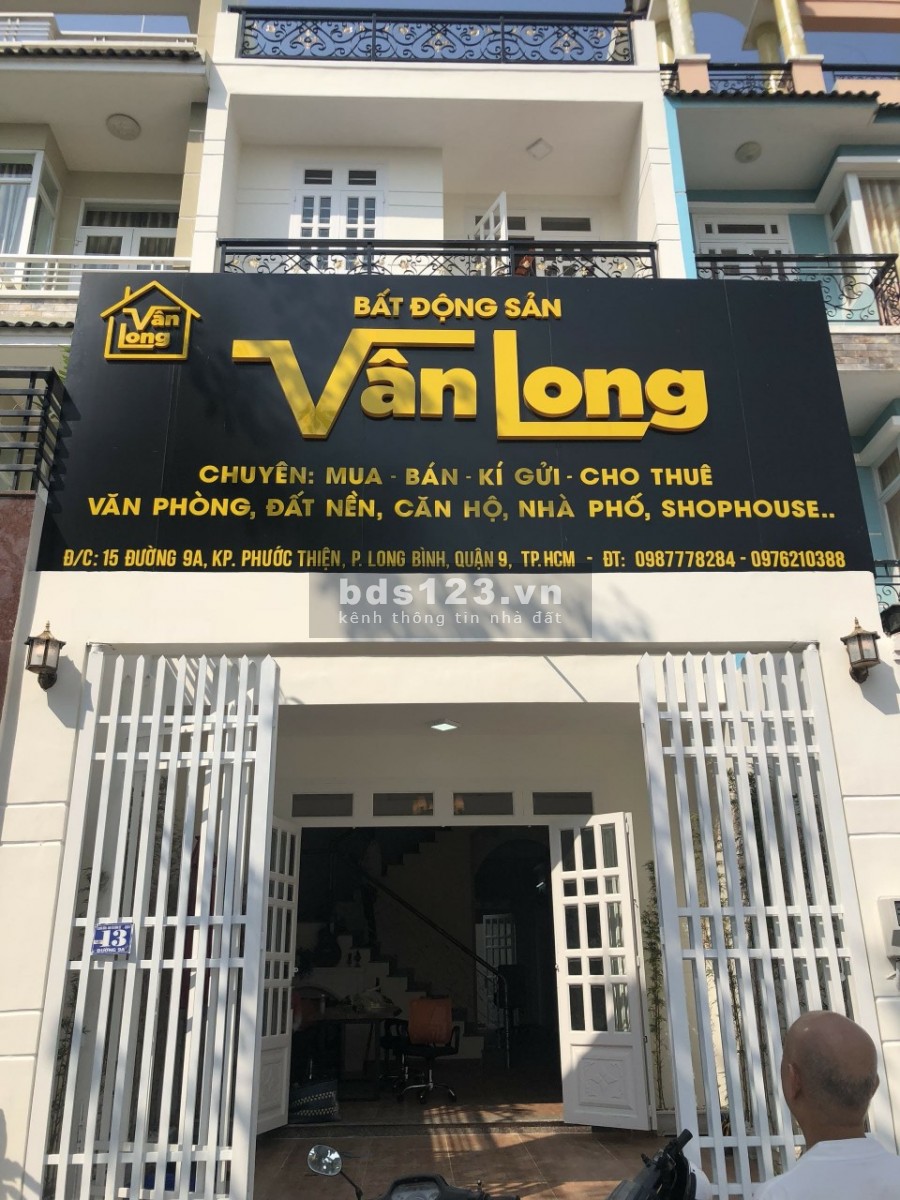 BẤT ĐỘNG SẢN
Vân Long
Vân Long
CHUYÊN: MUA - BÁN - KÍ GỬI - CHO THUÊ
VĂN PHÒNG, ĐẤT NỀN, CĂN HỘ, NHÀ PHỐ, SHOPHOUSE..
Đ/C: 15 ĐƯỜNG 9A, KP. PHƯỚC THIỆN, P. LONG BÌNH, QUẬN 9, TP.HCM - ĐT: 0987778284 - 0976210388
bds123.vn
kênh thông tin nhà đất
13
ĐƯỜNG 9A